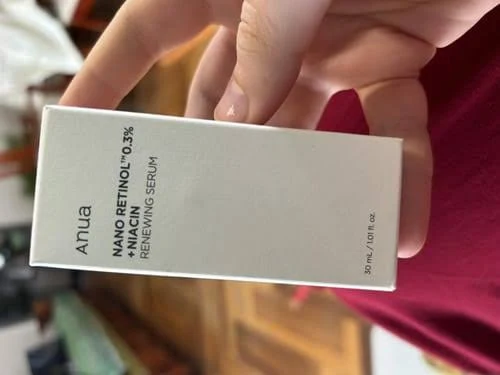 Anua
NANO RETINOL™ 0.3%
+NIACIN
RENEWING SERUM
30 mL / 1.01 fl. oz.